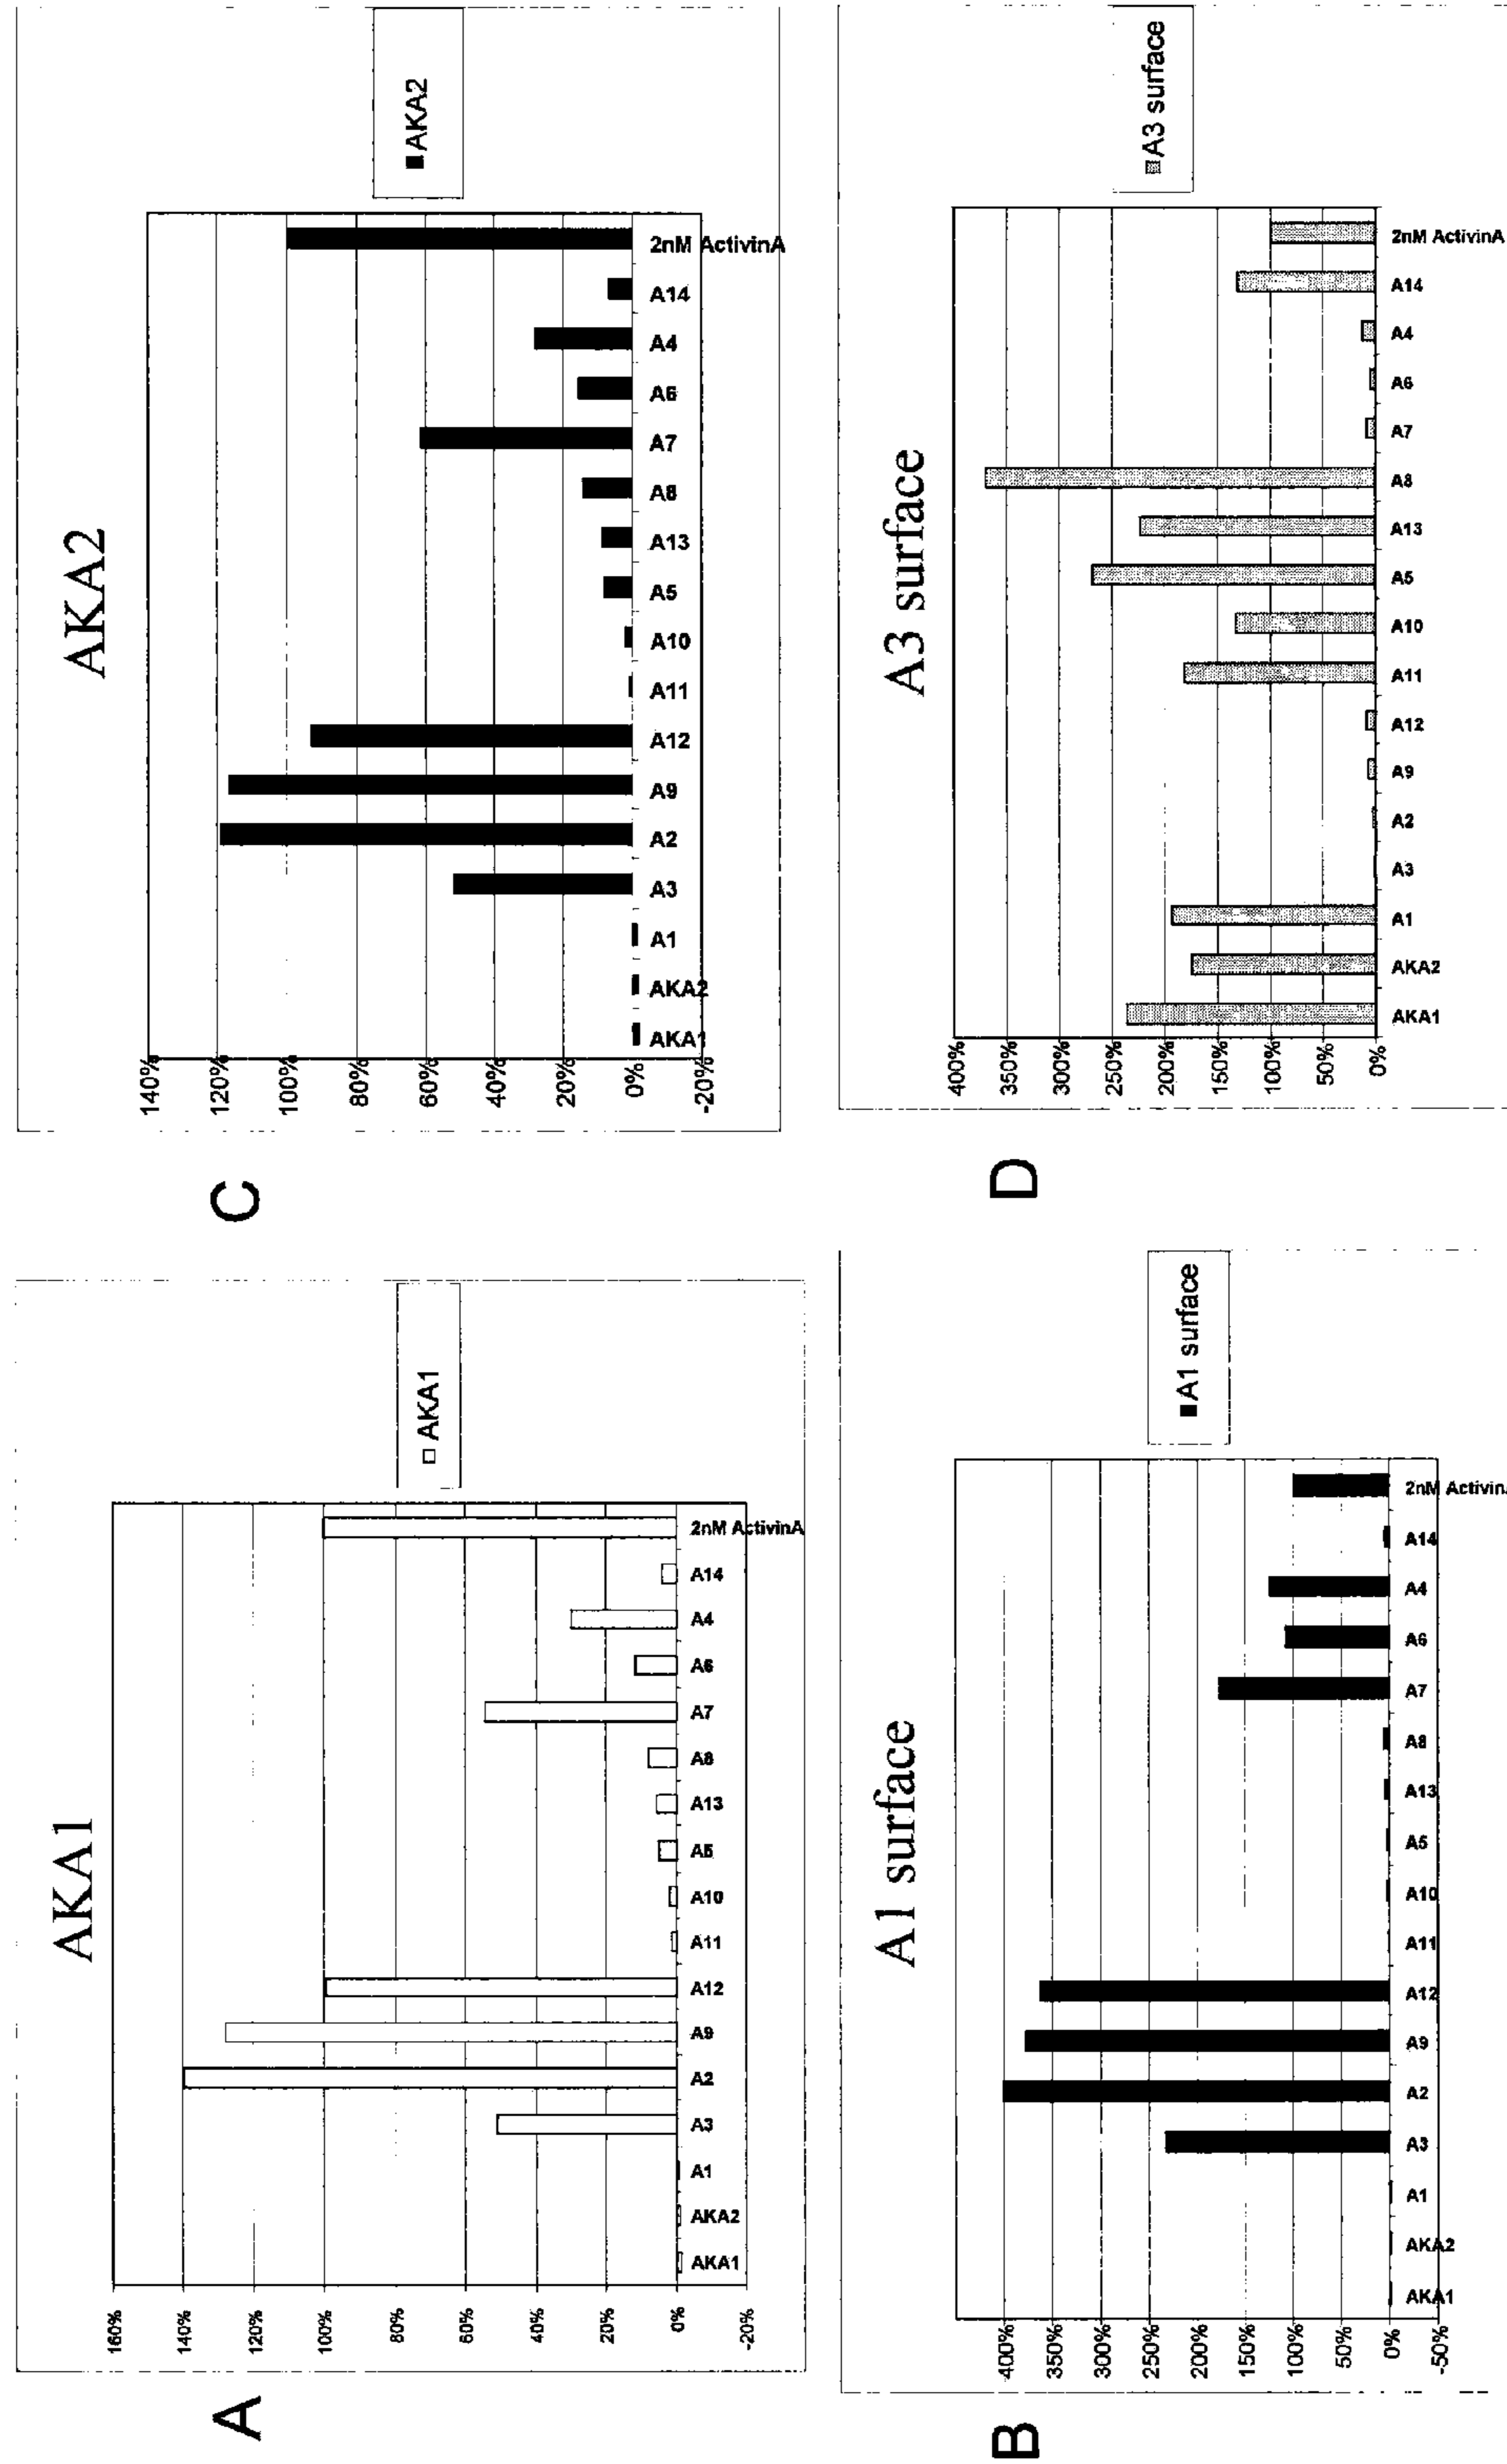 A
AKA1
160%
140%
120%
100%
80%
60%
40%
20%
0%
-20%
AKA1
AKA2
A1
A3
A2
A9
A12
A11
A10
A5
A13
A8
A7
A6
A4
A14
2nM ActivinA
AKA1
C
AKA2
140%
120%
100%
80%
60%
40%
20%
0%
-20%
AKA1
AKA2
A1
A3
A2
A9
A12
A11
A10
A5
A13
A8
A7
A6
A4
A14
2nM ActivinA
AKA2
B
A1 surface
400%
350%
300%
250%
200%
150%
100%
50%
0%
-50%
AKA1
AKA2
A1
A3
A2
A9
A12
A11
A10
A5
A13
A8
A7
A6
A4
A14
2nM Activin
A1 surface
D
A3 surface
400%
350%
300%
250%
200%
150%
100%
50%
0%
AKA1
AKA2
A1
A3
A2
A9
A12
A11
A10
A5
A13
A8
A7
A6
A4
A14
2nM ActivinA
A3 surface